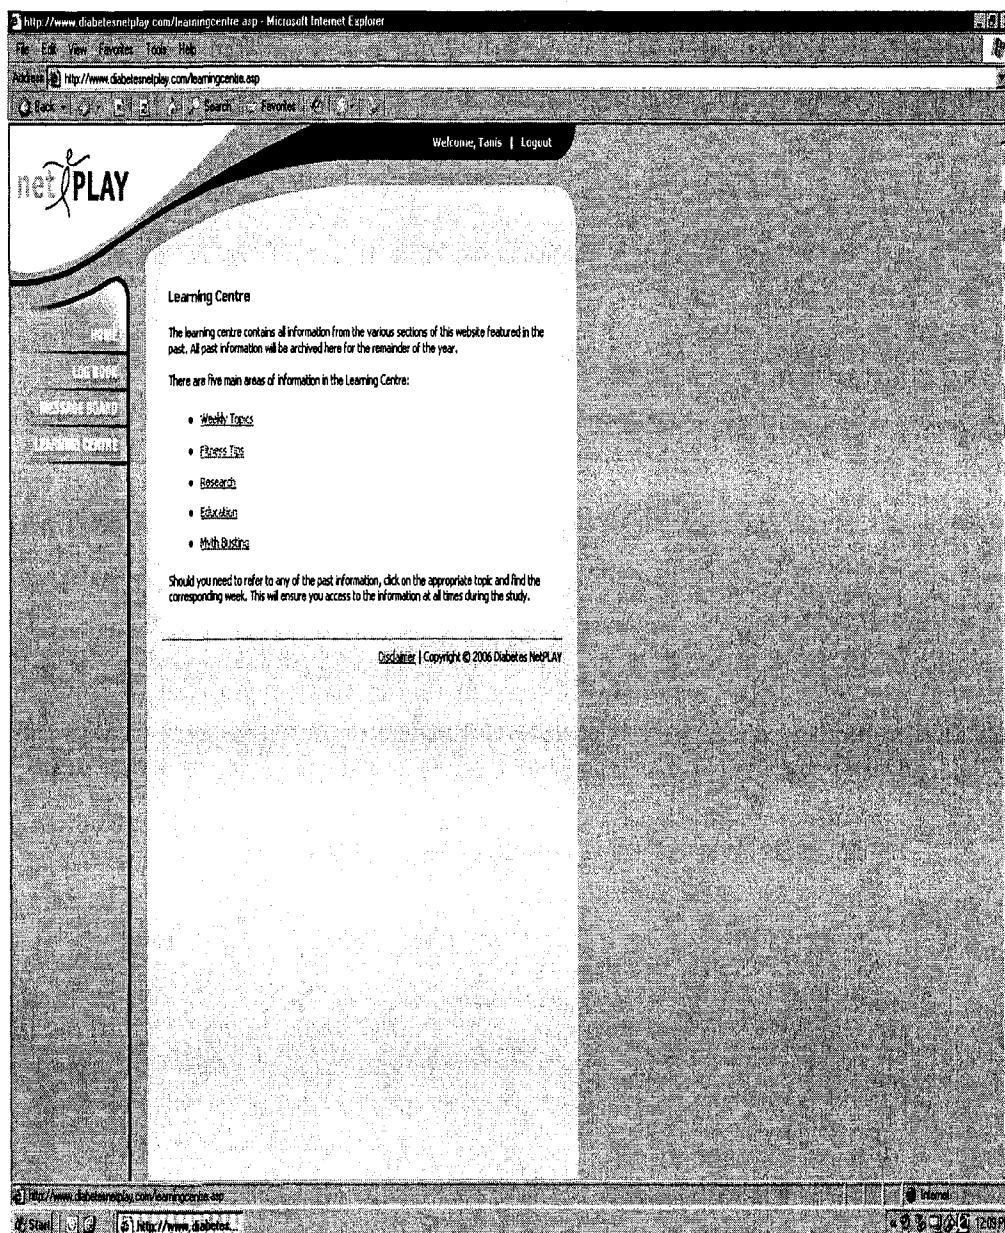 http://www.diabetesnetplay.com/learningcentre.asp - Microsoft Internet Explorer
File Edit View Favorites Tools Help
Address http://www.diabetesnetplay.com/learningcentre.asp
Back Search Favorites
Welcome, Tanis | Logout
net PLAY
HOME
LOG BOOK
MESSAGE BOARD
LEARNING CENTRE
Learning Centre
The learning centre contains all information from the various sections of this website featured in the
past. All past information will be archived here for the remainder of the year.
There are five main areas of information in the Learning Centre:
• Weekly Topics
• Fitness Tips
• Research
• Education
• Myth Busting
Should you need to refer to any of the past information, click on the appropriate topic and find the
corresponding week. This will ensure you access to the information at all times during the study.
Disclaimer | Copyright © 2006 Diabetes NetPLAY
http://www.diabetesnetplay.com/learningcentre.asp
Internet
Start
http://www.diabetes...
12:09 P